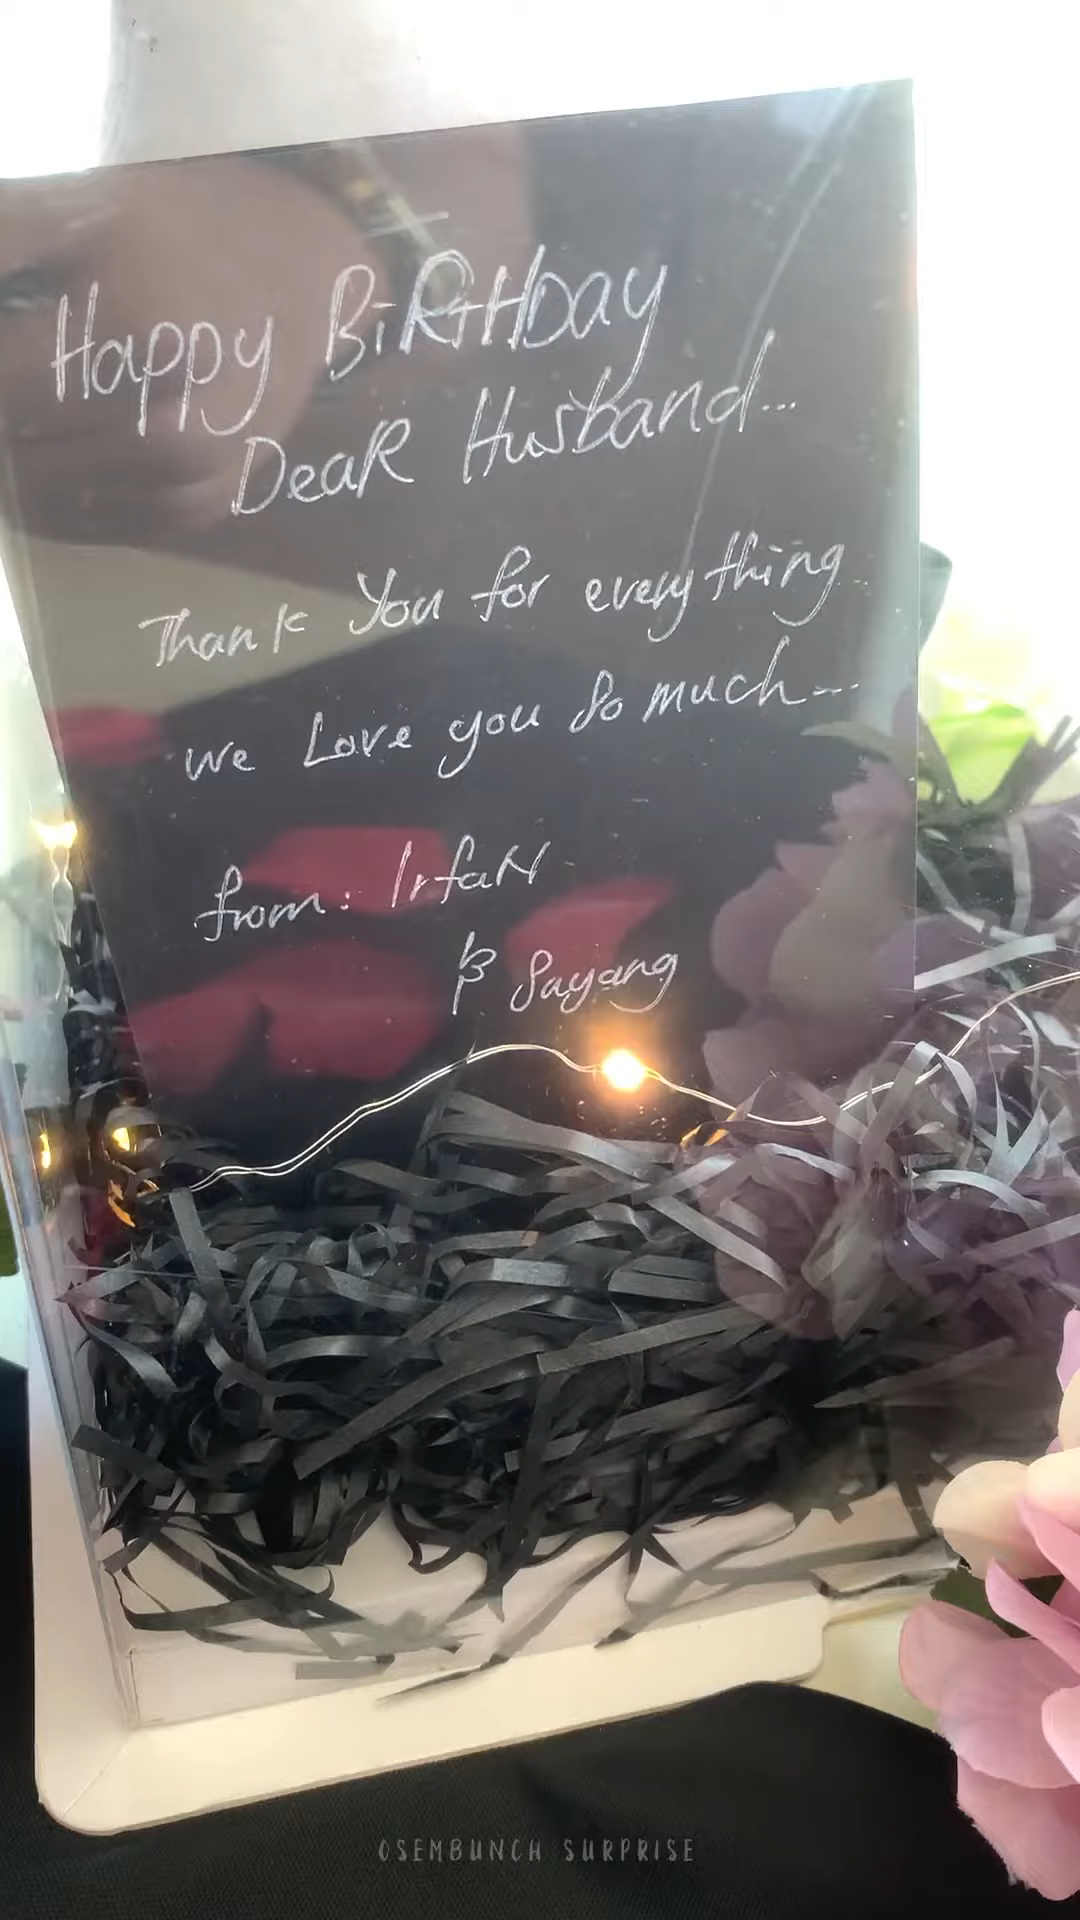 Happy BiRtHDay
DeaR Husband...
Thank You for everything
we Love you So much...
from: IrfaN
& Sayang
OSEMBUNCH SURPRISE